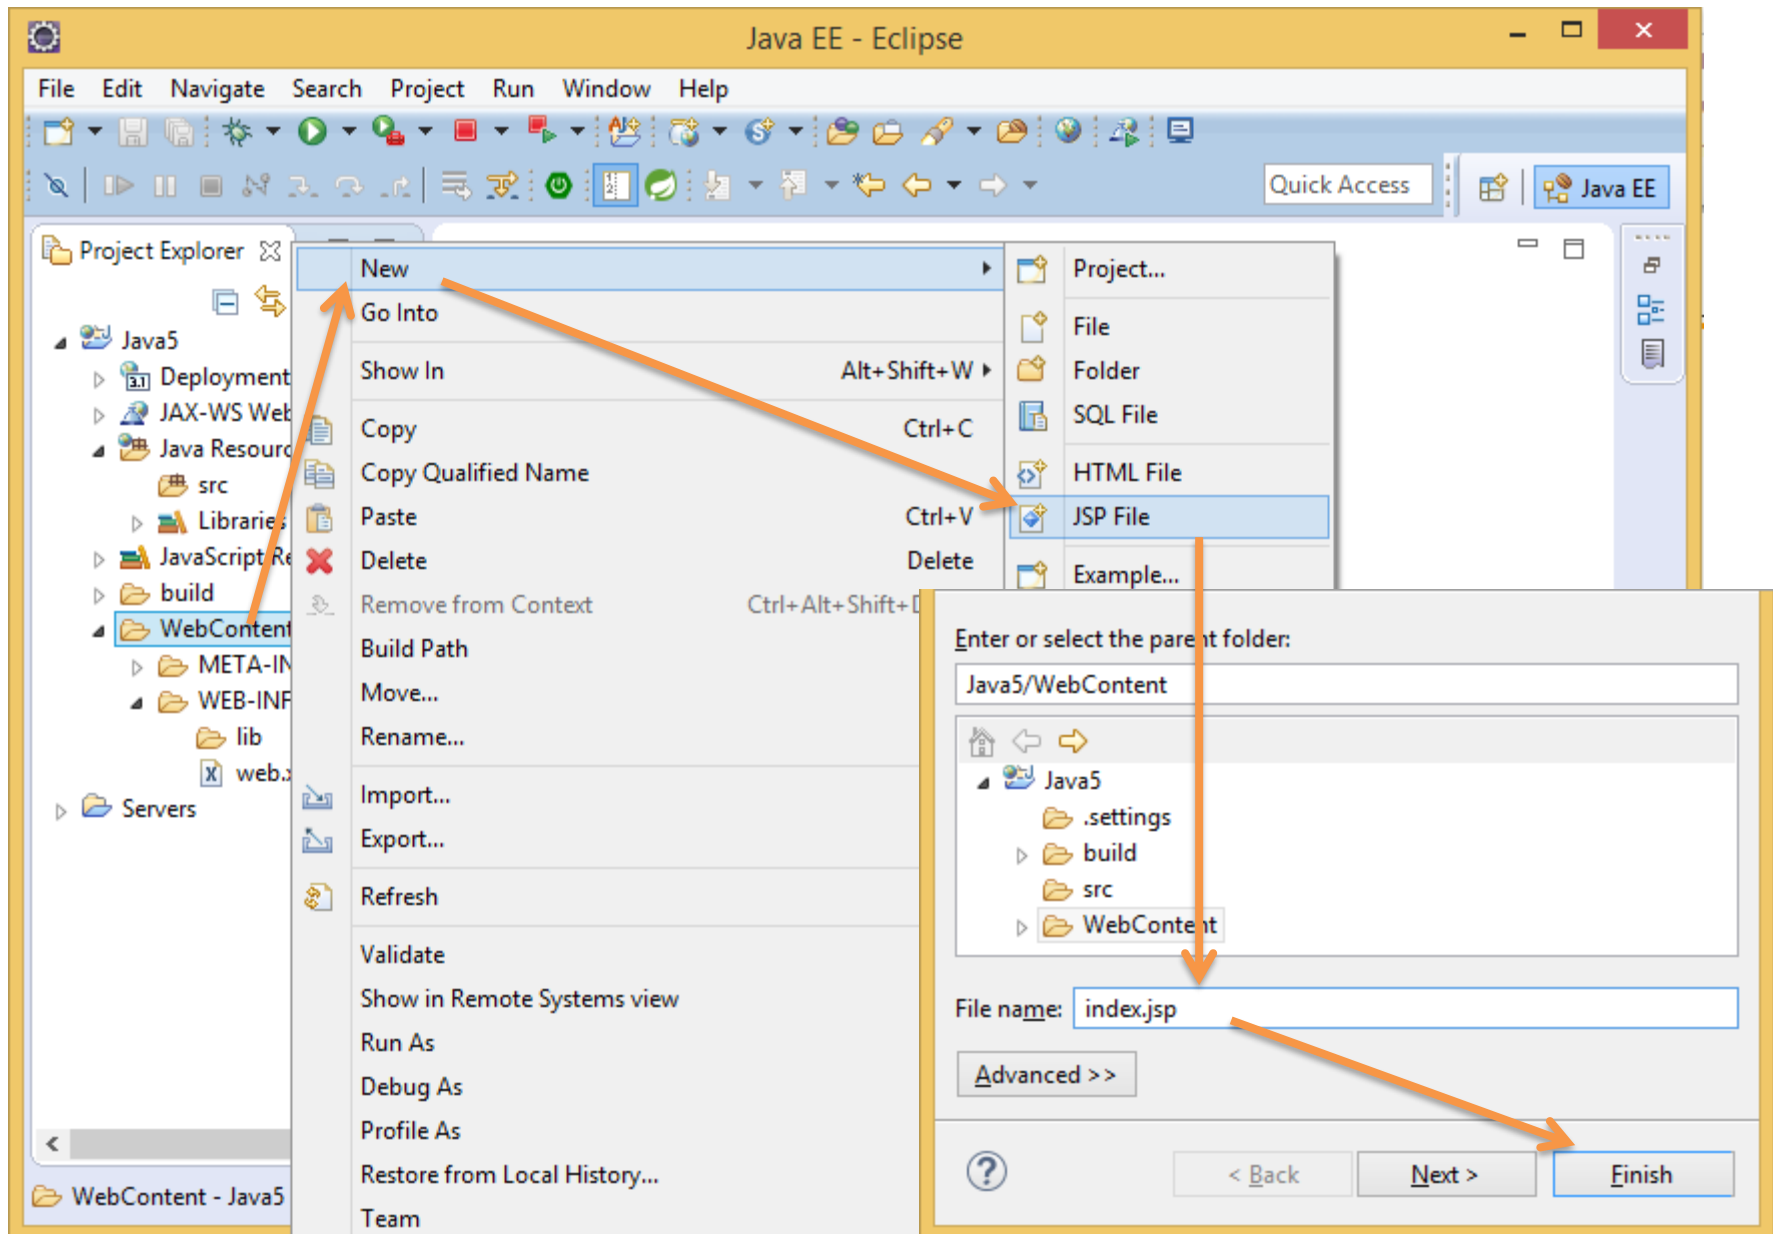 Java EE - Eclipse
File Edit Navigate Search Project Run Window Help
Quick Access
Java EE
Project Explorer
Java5
3.1 Deployment
JAX-WS Web
Java Resourc
src
Libraries
JavaScript Re
build
WebContent
META-IN
WEB-INF
lib
web.x
Servers
WebContent - Java5
New
Go Into
Show In Alt+Shift+W
Copy Ctrl+C
Copy Qualified Name
Paste Ctrl+V
Delete Delete
Remove from Context Ctrl+Alt+Shift+D
Build Path
Move...
Rename...
Import...
Export...
Refresh
Validate
Show in Remote Systems view
Run As
Debug As
Profile As
Restore from Local History...
Team
Project...
File
Folder
SQL File
HTML File
JSP File
Example...
Enter or select the parent folder:
Java5/WebContent
Java5
.settings
build
src
WebContent
File name: index.jsp
Advanced >>
< Back Next > Finish